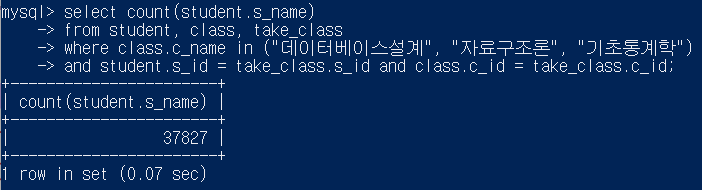 mysql> select count(student.s_name)
    -> from student, class, take_class
    -> where class.c_name in ("데이터베이스설계", "자료구조론", "기초통계학")
    -> and student.s_id = take_class.s_id and class.c_id = take_class.c_id;
+-----------------------+
| count(student.s_name) |
+-----------------------+
|                 37827 |
+-----------------------+
1 row in set (0.07 sec)